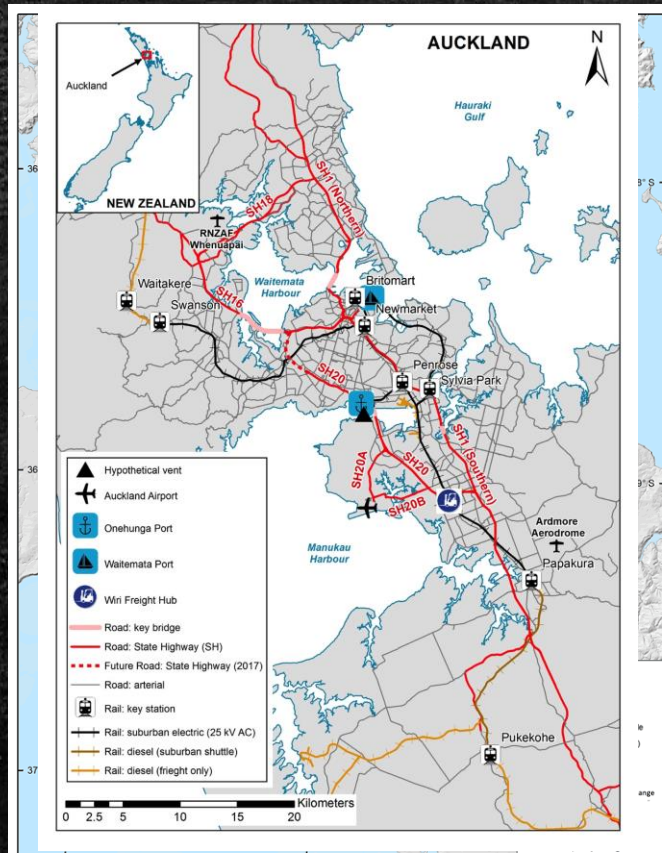 AUCKLAND
N
Auckland
NEW ZEALAND
Hauraki
Gulf
36
8° S
SH1 (Northern)
SH18
RNZAF
Whenuapai
Waitakere
Swanson
SH16
Waitemata
Harbour
Britomart
Newmarket
Penrose
Sylvia Park
SH20
SH20A
SH20
SH20B
SH1 (Southern)
36
9° S
Ardmore
Aerodrome
Manukau
Harbour
Papakura
Pukekohe
37
Hypothetical vent
Auckland Airport
Onehunga Port
Waitemata Port
Wiri Freight Hub
Road: key bridge
Road: State Highway (SH)
Future Road: State Highway (2017)
Road: arterial
Rail: key station
Rail: suburban electric (25 kV AC)
Rail: diesel (suburban shuttle)
Rail: diesel (frieght only)
Kilometers
0 2.5 5 10 15 20
ange